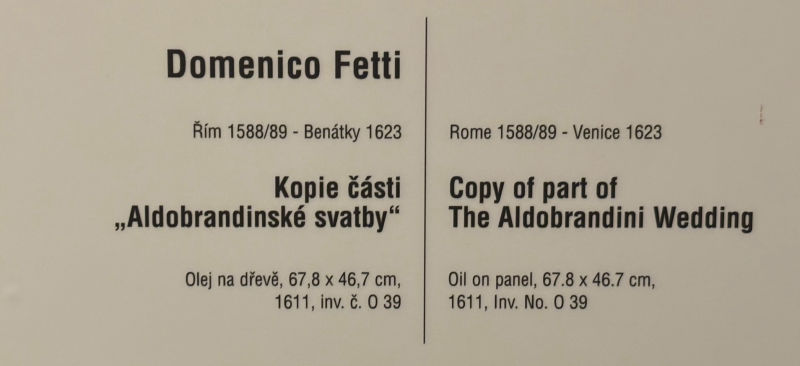 Domenico Fetti
Řím 1588/89 - Benátky 1623
Kopie části
„Aldobrandinské svatby“
Olej na dřevě, 67,8 x 46,7 cm,
1611, inv. č. O 39
Rome 1588/89 - Venice 1623
Copy of part of
The Aldobrandini Wedding
Oil on panel, 67.8 x 46.7 cm,
1611, Inv. No. O 39